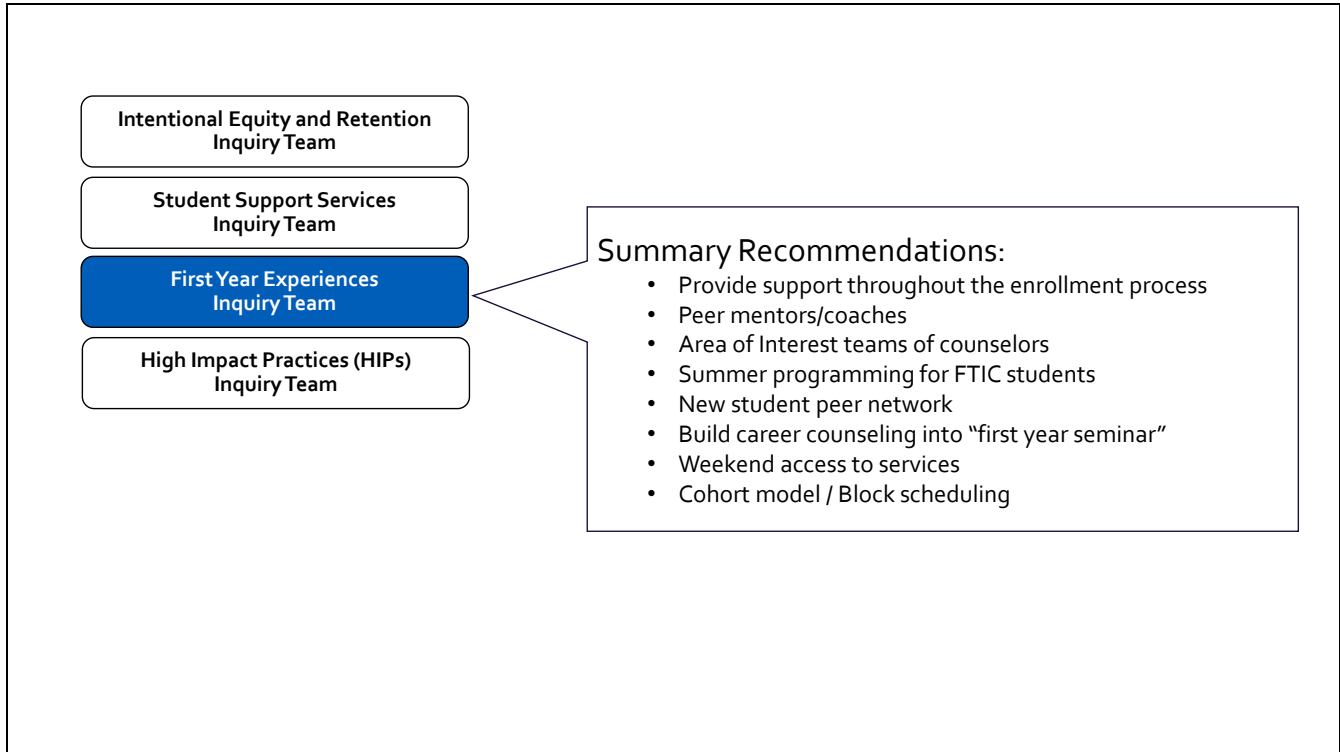 Intentional Equity and Retention
Inquiry Team
Student Support Services
Inquiry Team
First Year Experiences
Inquiry Team
High Impact Practices (HIPs)
Inquiry Team
Summary Recommendations:
• Provide support throughout the enrollment process
• Peer mentors/coaches
• Area of Interest teams of counselors
• Summer programming for FTIC students
• New student peer network
• Build career counseling into “first year seminar”
• Weekend access to services
• Cohort model / Block scheduling